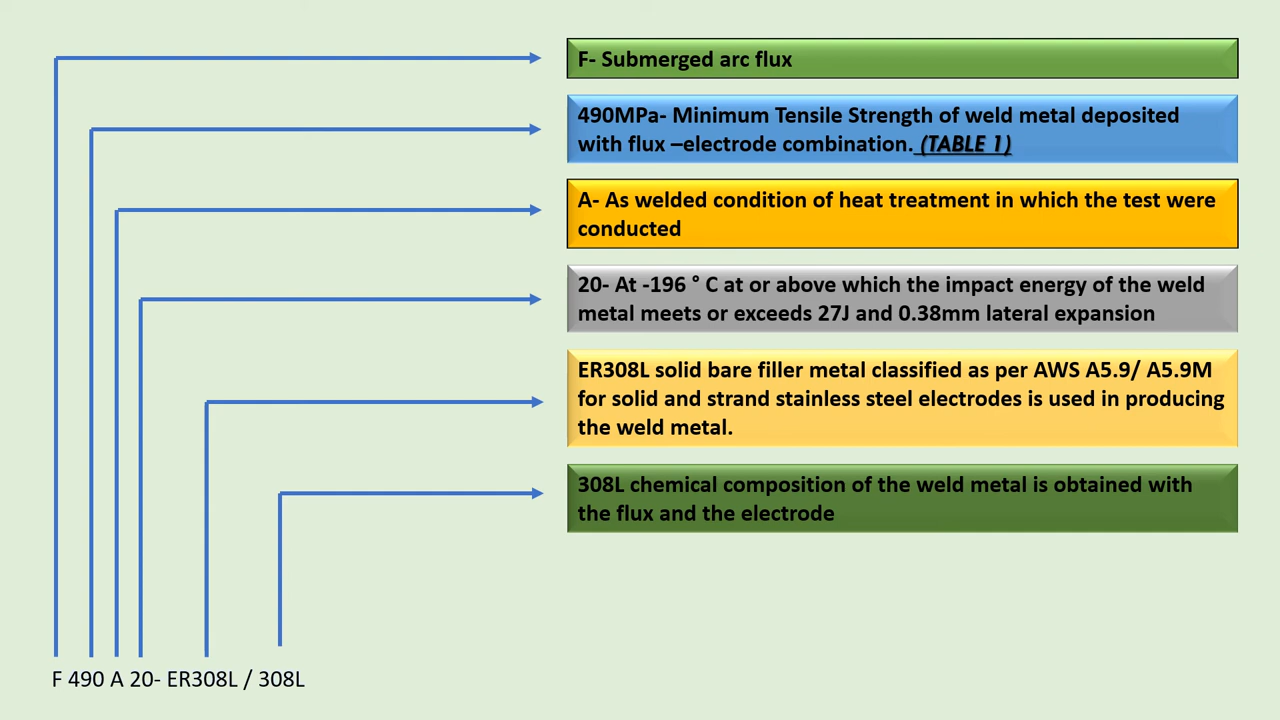 F- Submerged arc flux
490MPa- Minimum Tensile Strength of weld metal deposited
with flux –electrode combination. (TABLE 1)
A- As welded condition of heat treatment in which the test were
conducted
20- At -196 ° C at or above which the impact energy of the weld
metal meets or exceeds 27J and 0.38mm lateral expansion
ER308L solid bare filler metal classified as per AWS A5.9/ A5.9M
for solid and strand stainless steel electrodes is used in producing
the weld metal.
308L chemical composition of the weld metal is obtained with
the flux and the electrode
F 490 A 20- ER308L / 308L